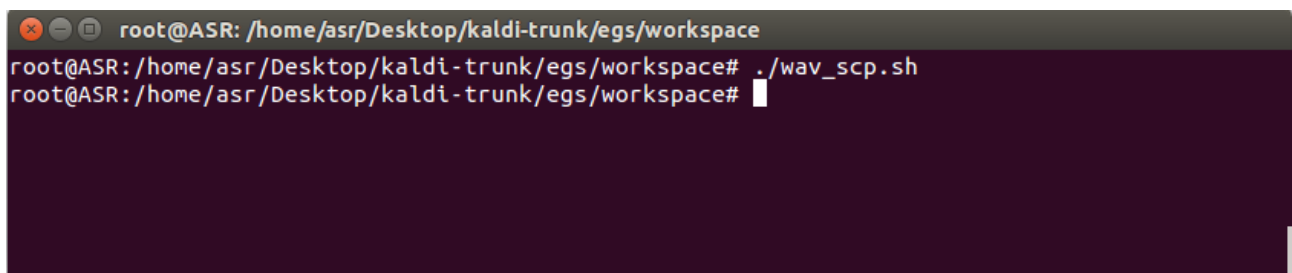 root@ASR: /home/asr/Desktop/kaldi-trunk/egs/workspace
root@ASR:/home/asr/Desktop/kaldi-trunk/egs/workspace# ./wav_scp.sh
root@ASR:/home/asr/Desktop/kaldi-trunk/egs/workspace#